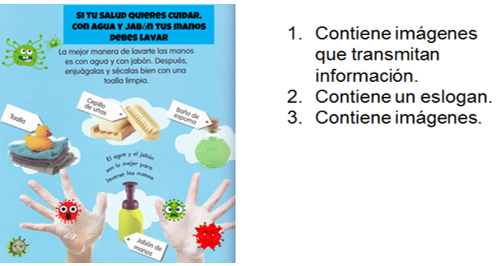 SI TU SALUD QUIERES CUIDAR,
CON AGUA Y JABÓN TUS MANOS
DEBES LAVAR
La mejor manera de lavarte las manos
es con agua y con jabón. Después,
enjuágalas y sécalas bien con una
toalla limpia.
Toalla
Cepillo
de uñas
Baño de
espuma
El agua y el jabón
son lo mejor para
lavarse las manos
Jabón de
manos
1. Contiene imágenes
que transmitan
información.
2. Contiene un eslogan.
3. Contiene imágenes.